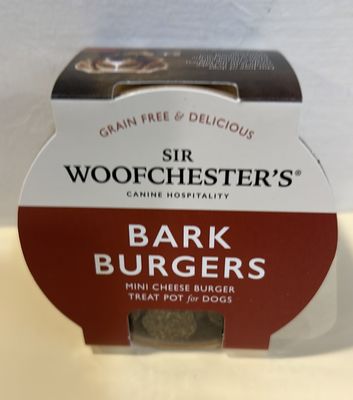 GRAIN FREE & DELICIOUS
SIR
WOOFCHESTER'S®
CANINE HOSPITALITY
BARK
BURGERS
MINI CHEESE BURGER
TREAT POT for DOGS